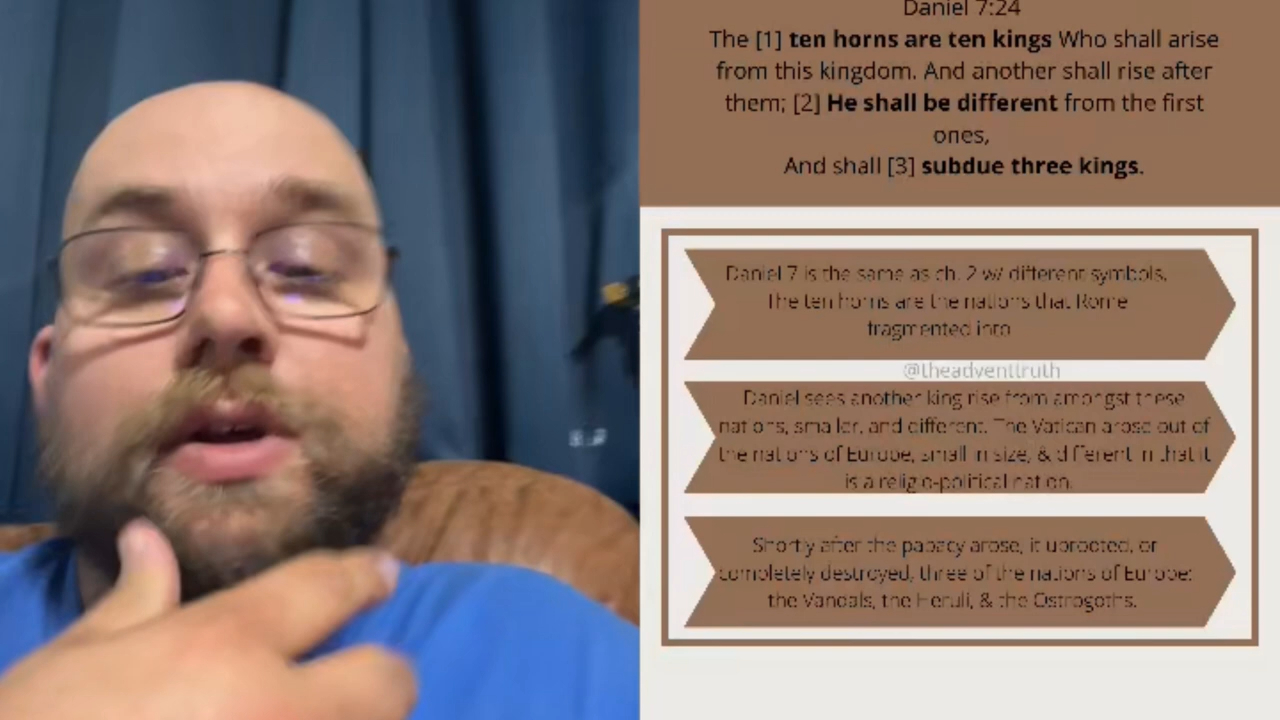 Daniel 7:24
The [1] ten horns are ten kings Who shall arise
from this kingdom. And another shall rise after
them; [2] He shall be different from the first
ones,
And shall [3] subdue three kings.
Daniel 7 is the same as ch. 2 w/ different symbols.
The ten horns are the nations that Rome
fragmented into
@theadventtruth
Daniel sees another king rise from amongst these
nations, smaller, and different. The Vatican arose out of
the nations of Europe, small in size, & different in that it
is a religio-political nation.
Shortly after the papacy arose, it uprooted, or
completely destroyed, three of the nations of Europe:
the Vandals, the Heruli, & the Ostrogoths.